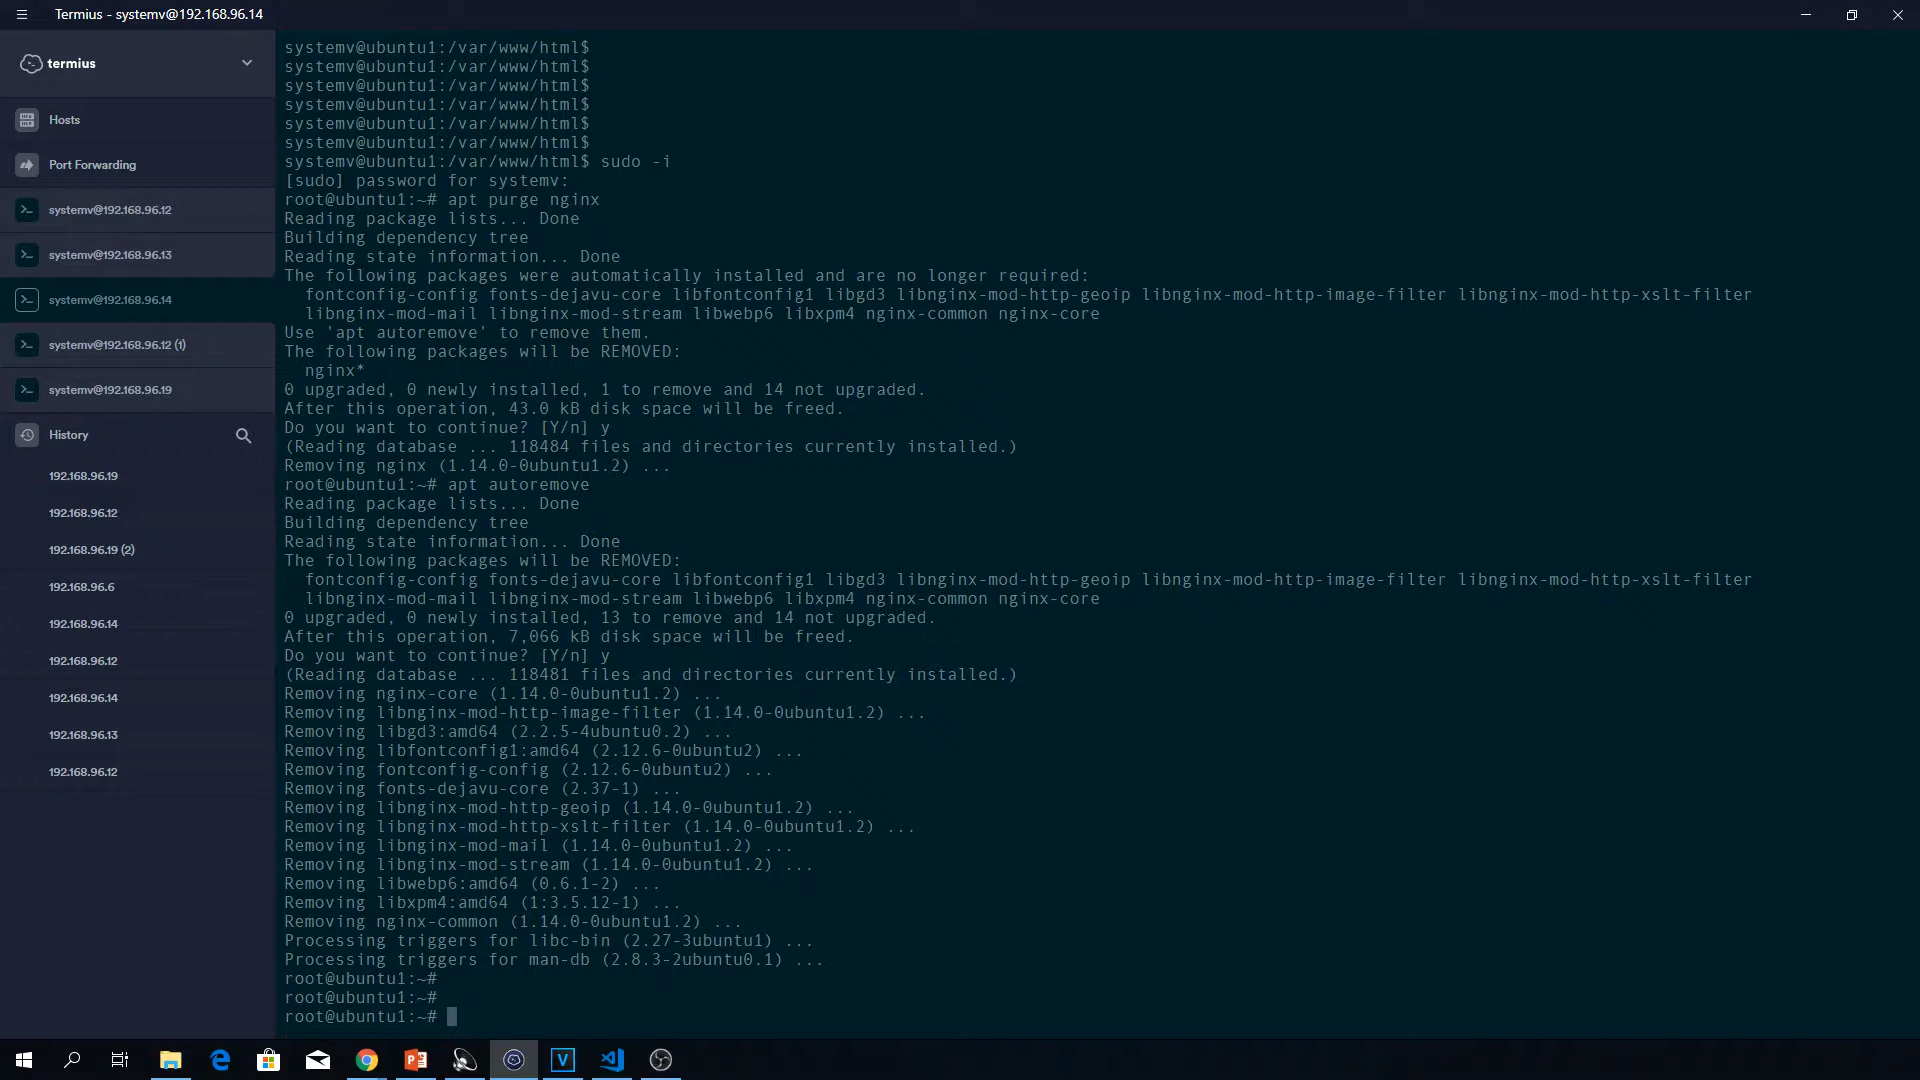 Termius - systemv@192.168.96.14
termius
Hosts
Port Forwarding
systemv@192.168.96.12
systemv@192.168.96.13
systemv@192.168.96.14
systemv@192.168.96.12 (1)
systemv@192.168.96.19
History
192.168.96.19
192.168.96.12
192.168.96.19 (2)
192.168.96.6
192.168.96.14
192.168.96.12
192.168.96.14
192.168.96.13
192.168.96.12
systemv@ubuntu1:/var/www/html$
systemv@ubuntu1:/var/www/html$
systemv@ubuntu1:/var/www/html$
systemv@ubuntu1:/var/www/html$
systemv@ubuntu1:/var/www/html$
systemv@ubuntu1:/var/www/html$
systemv@ubuntu1:/var/www/html$ sudo -i
[sudo] password for systemv:
root@ubuntu1:~# apt purge nginx
Reading package lists... Done
Building dependency tree
Reading state information... Done
The following packages were automatically installed and are no longer required:
fontconfig-config fonts-dejavu-core libfontconfig1 libgd3 libnginx-mod-http-geoip libnginx-mod-http-image-filter libnginx-mod-http-xslt-filter
libnginx-mod-mail libnginx-mod-stream libwebp6 libxpm4 nginx-common nginx-core
Use 'apt autoremove' to remove them.
The following packages will be REMOVED:
nginx*
0 upgraded, 0 newly installed, 1 to remove and 14 not upgraded.
After this operation, 43.0 kB disk space will be freed.
Do you want to continue? [Y/n] y
(Reading database ... 118484 files and directories currently installed.)
Removing nginx (1.14.0-0ubuntu1.2) ...
root@ubuntu1:~# apt autoremove
Reading package lists... Done
Building dependency tree
Reading state information... Done
The following packages will be REMOVED:
fontconfig-config fonts-dejavu-core libfontconfig1 libgd3 libnginx-mod-http-geoip libnginx-mod-http-image-filter libnginx-mod-http-xslt-filter
libnginx-mod-mail libnginx-mod-stream libwebp6 libxpm4 nginx-common nginx-core
0 upgraded, 0 newly installed, 13 to remove and 14 not upgraded.
After this operation, 7,066 kB disk space will be freed.
Do you want to continue? [Y/n] y
(Reading database ... 118481 files and directories currently installed.)
Removing nginx-core (1.14.0-0ubuntu1.2) ...
Removing libnginx-mod-http-image-filter (1.14.0-0ubuntu1.2) ...
Removing libgd3:amd64 (2.2.5-4ubuntu0.2) ...
Removing libfontconfig1:amd64 (2.12.6-0ubuntu2) ...
Removing fontconfig-config (2.12.6-0ubuntu2) ...
Removing fonts-dejavu-core (2.37-1) ...
Removing libnginx-mod-http-geoip (1.14.0-0ubuntu1.2) ...
Removing libnginx-mod-http-xslt-filter (1.14.0-0ubuntu1.2) ...
Removing libnginx-mod-mail (1.14.0-0ubuntu1.2) ...
Removing libnginx-mod-stream (1.14.0-0ubuntu1.2) ...
Removing libwebp6:amd64 (0.6.1-2) ...
Removing libxpm4:amd64 (1:3.5.12-1) ...
Removing nginx-common (1.14.0-0ubuntu1.2) ...
Processing triggers for libc-bin (2.27-3ubuntu1) ...
Processing triggers for man-db (2.8.3-2ubuntu0.1) ...
root@ubuntu1:~#
root@ubuntu1:~#
root@ubuntu1:~#